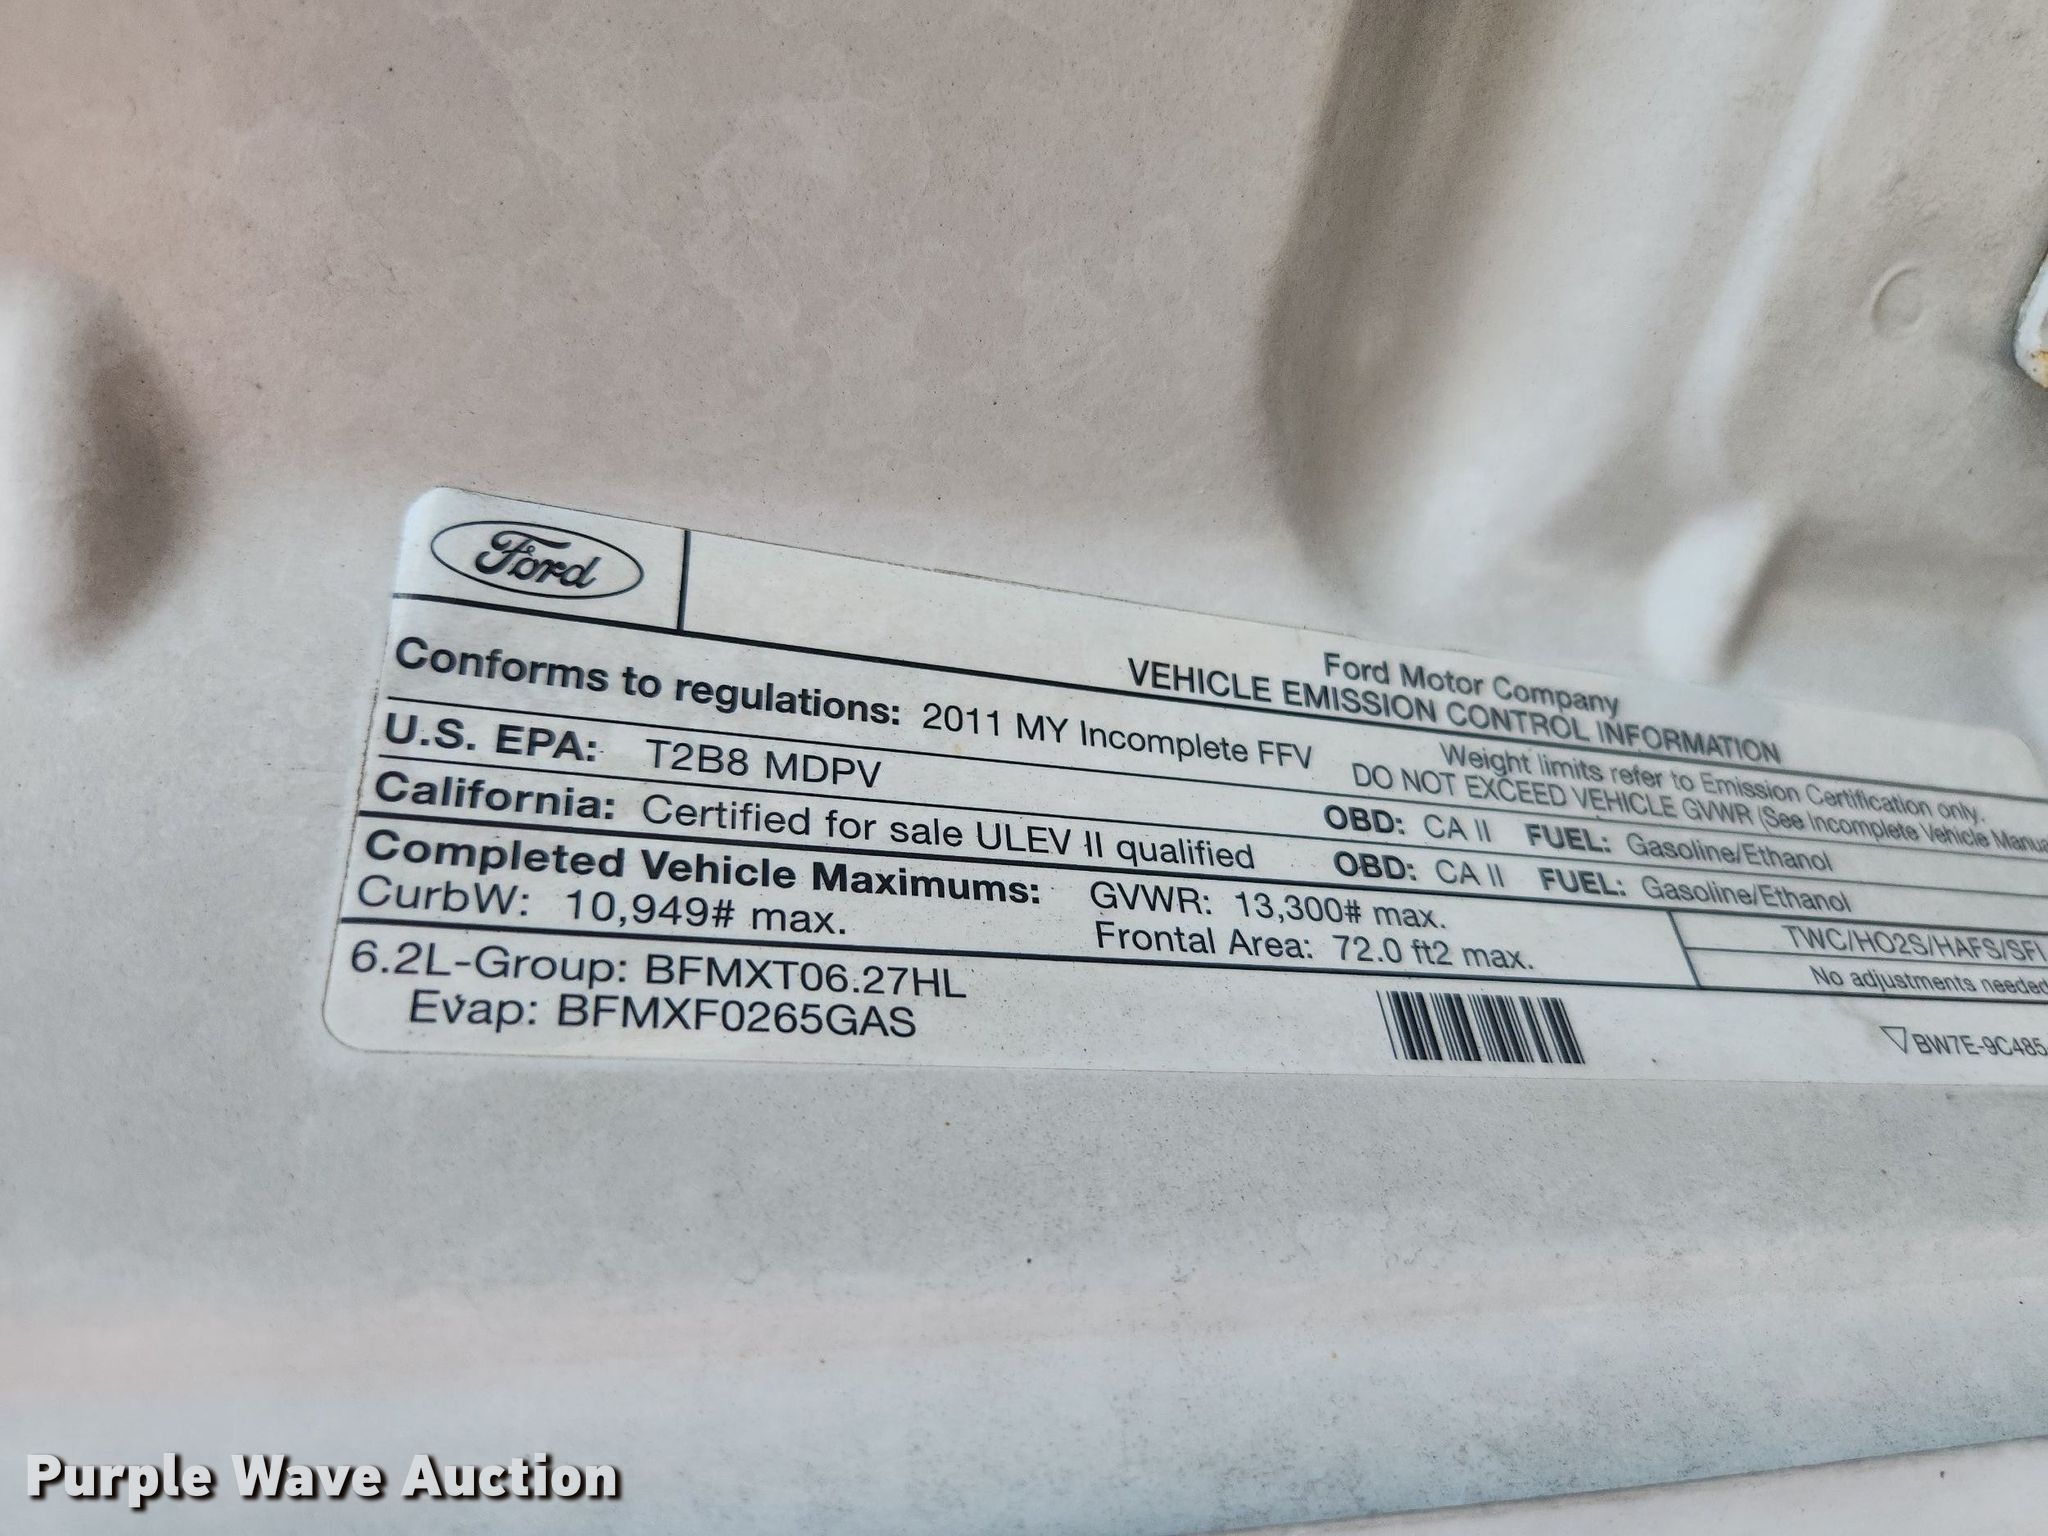 Ford
Ford Motor Company
VEHICLE EMISSION CONTROL INFORMATION
Conforms to regulations: 2011 MY Incomplete FFV
Weight limits refer to Emission Certification only.
DO NOT EXCEED VEHICLE GVWR (See Incomplete Vehicle Manua
U.S. EPA: T2B8 MDPV OBD: CA II FUEL: Gasoline/Ethanol
California: Certified for sale ULEV II qualified OBD: CA II FUEL: Gasoline/Ethanol
Completed Vehicle Maximums: GVWR: 13,300# max.
CurbW: 10,949# max. Frontal Area: 72.0 ft2 max.
TWC/HO2S/HAFS/SFI
No adjustments needed
6.2L-Group: BFMXT06.27HL
Evap: BFMXF0265GAS
BW7E-9C485
Purple Wave Auction